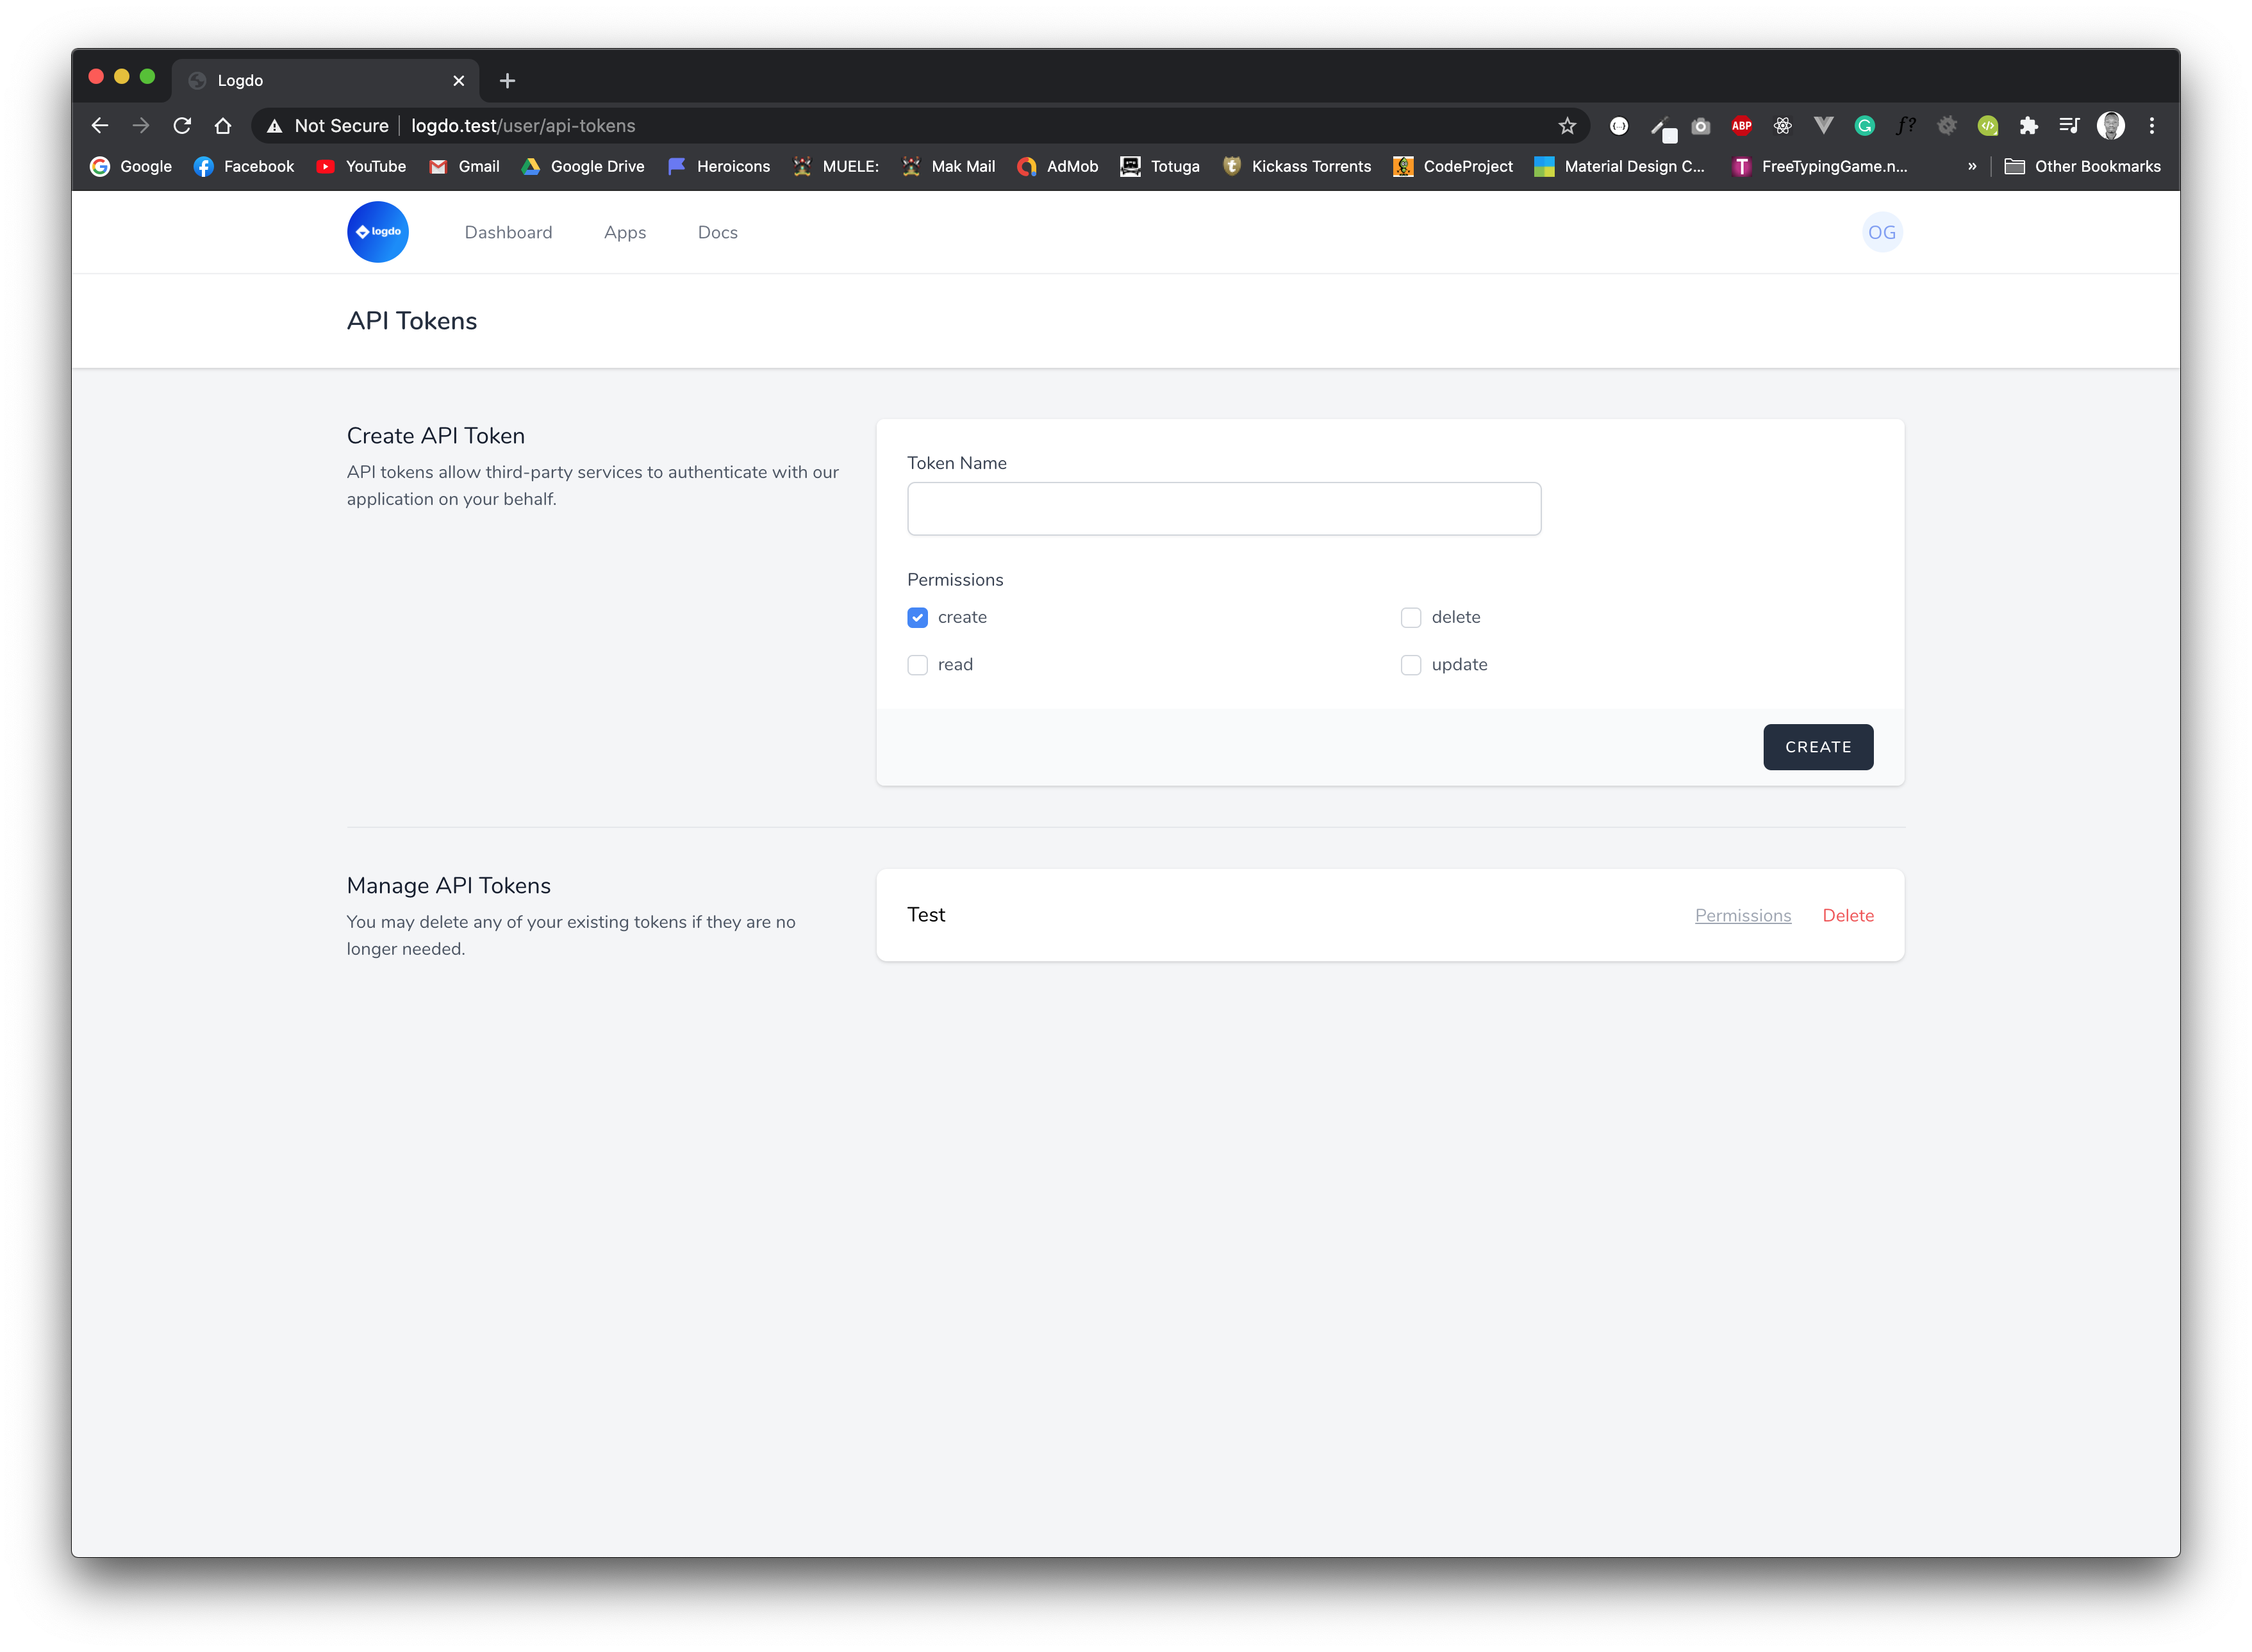 Logdo
Not Secure logdo.test/user/api-tokens
ABP
G
f?
Google Facebook YouTube Gmail Google Drive Heroicons MUELE: Mak Mail AdMob Totuga Kickass Torrents CodeProject Material Design C... T FreeTypingGame.n... » Other Bookmarks
logdo Dashboard Apps Docs OG
API Tokens
Create API Token
API tokens allow third-party services to authenticate with our
application on your behalf.
Token Name
Permissions
create delete
read update
CREATE
Manage API Tokens
You may delete any of your existing tokens if they are no
longer needed.
Test Permissions Delete